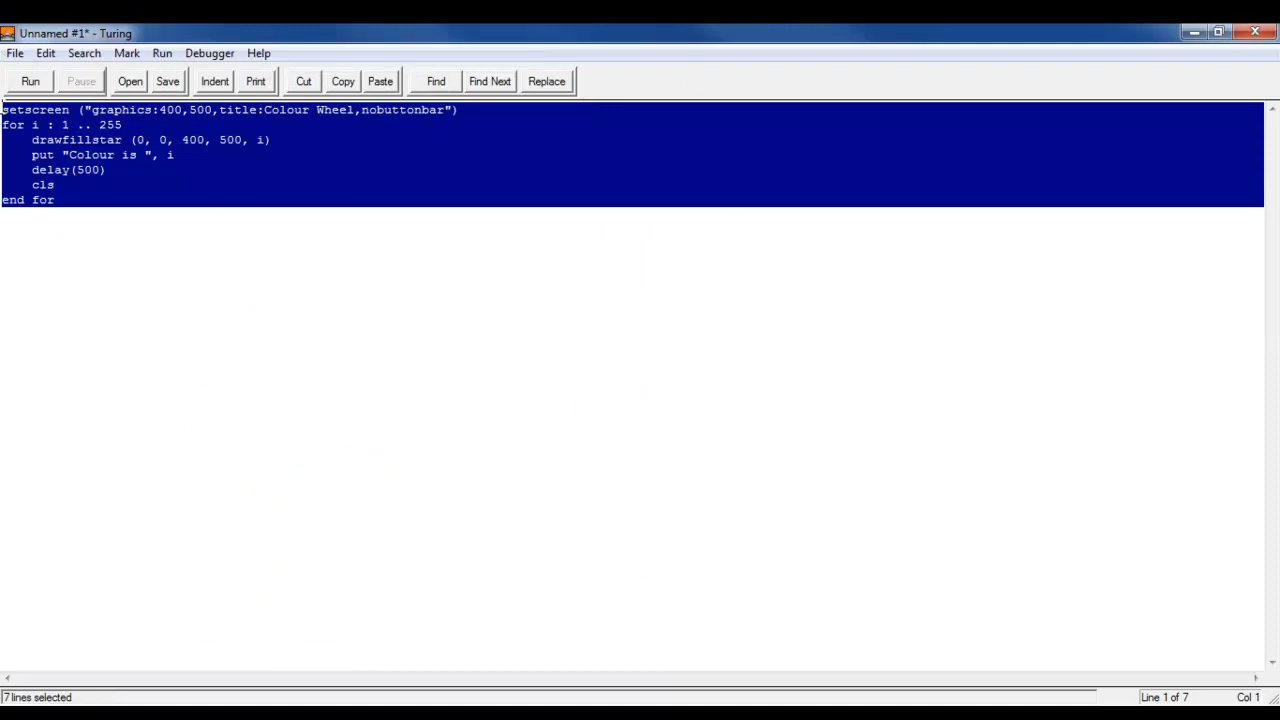 Unnamed #1* - Turing
File Edit Search Mark Run Debugger Help
Run Pause Open Save Indent Print Cut Copy Paste Find Find Next Replace
setscreen ("graphics:400,500,title:Colour Wheel,nobuttonbar")
for i : 1 .. 255
    drawfillstar (0, 0, 400, 500, i)
    put "Colour is ", i
    delay(500)
    cls
end for
7 lines selected Line 1 of 7 Col 1